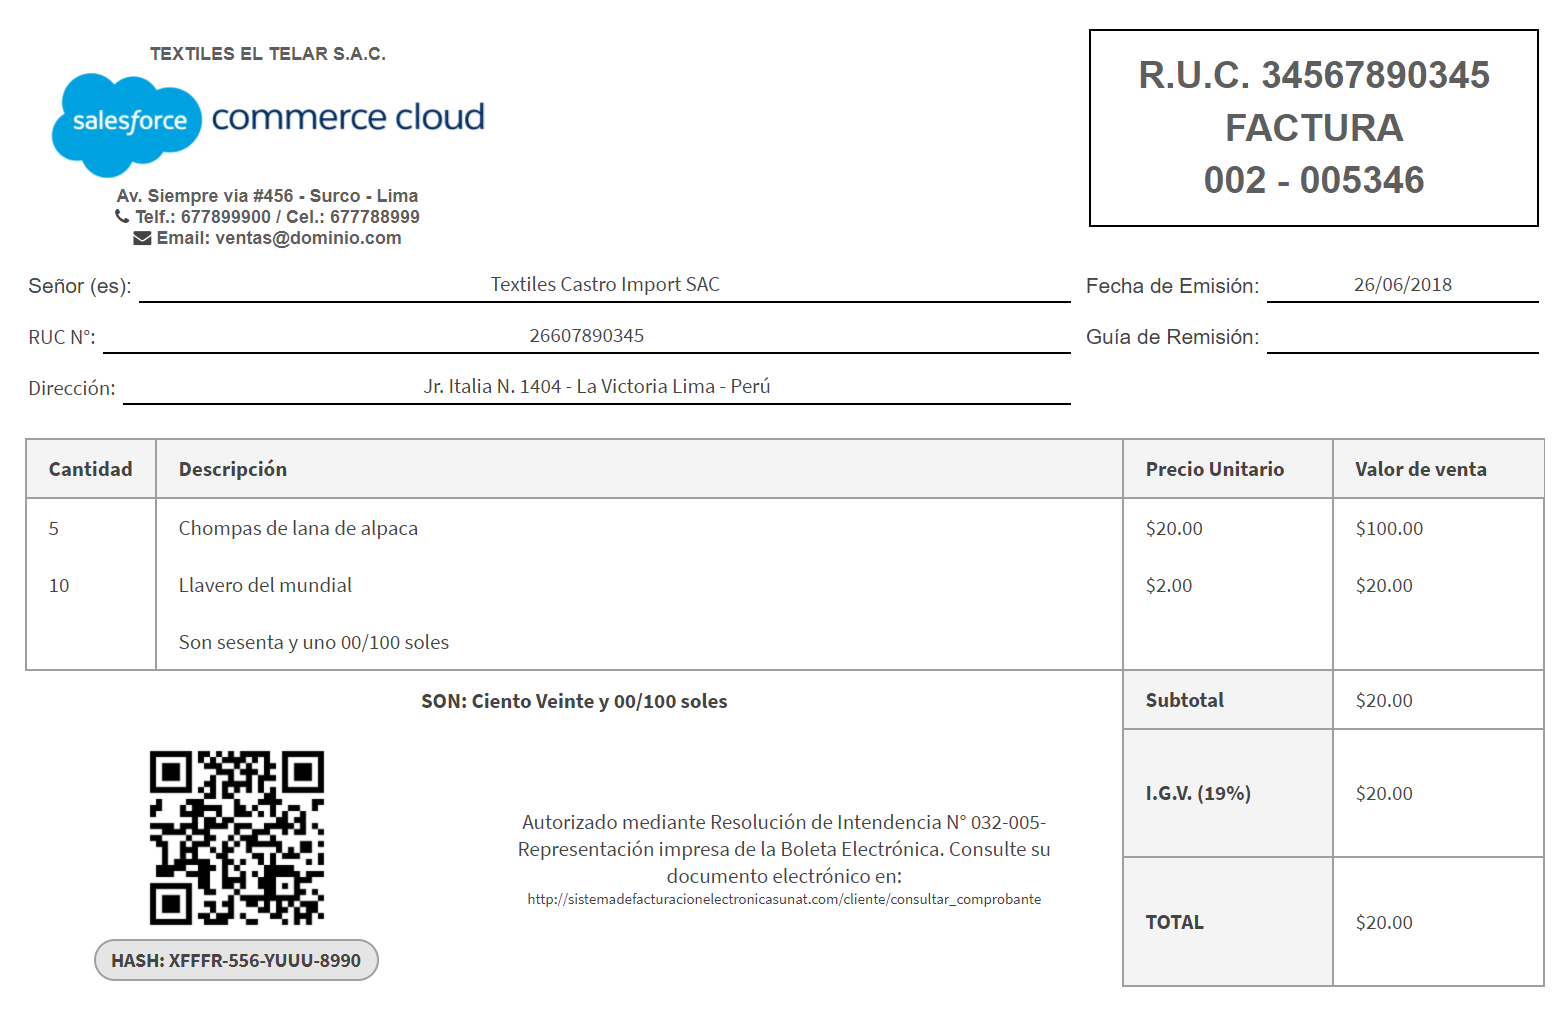 TEXTILES EL TELAR S.A.C.
salesforce commerce cloud
Av. Siempre via #456 - Surco - Lima
Telf.: 677899900 / Cel.: 677788999
Email: ventas@dominio.com
R.U.C. 34567890345
FACTURA
002 - 005346
Señor (es): Textiles Castro Import SAC
Fecha de Emisión: 26/06/2018
RUC N°: 26607890345
Guía de Remisión:
Dirección: Jr. Italia N. 1404 - La Victoria Lima - Perú
Cantidad Descripción Precio Unitario Valor de venta
5 Chompas de lana de alpaca $20.00 $100.00
10 Llavero del mundial $2.00 $20.00
Son sesenta y uno 00/100 soles
SON: Ciento Veinte y 00/100 soles
Subtotal $20.00
I.G.V. (19%) $20.00
Autorizado mediante Resolución de Intendencia N° 032-005-
Representación impresa de la Boleta Electrónica. Consulte su
documento electrónico en:
http://sistemadefacturacionelectronicasunat.com/cliente/consultar_comprobante
TOTAL $20.00
HASH: XFFFR-556-YUUU-8990